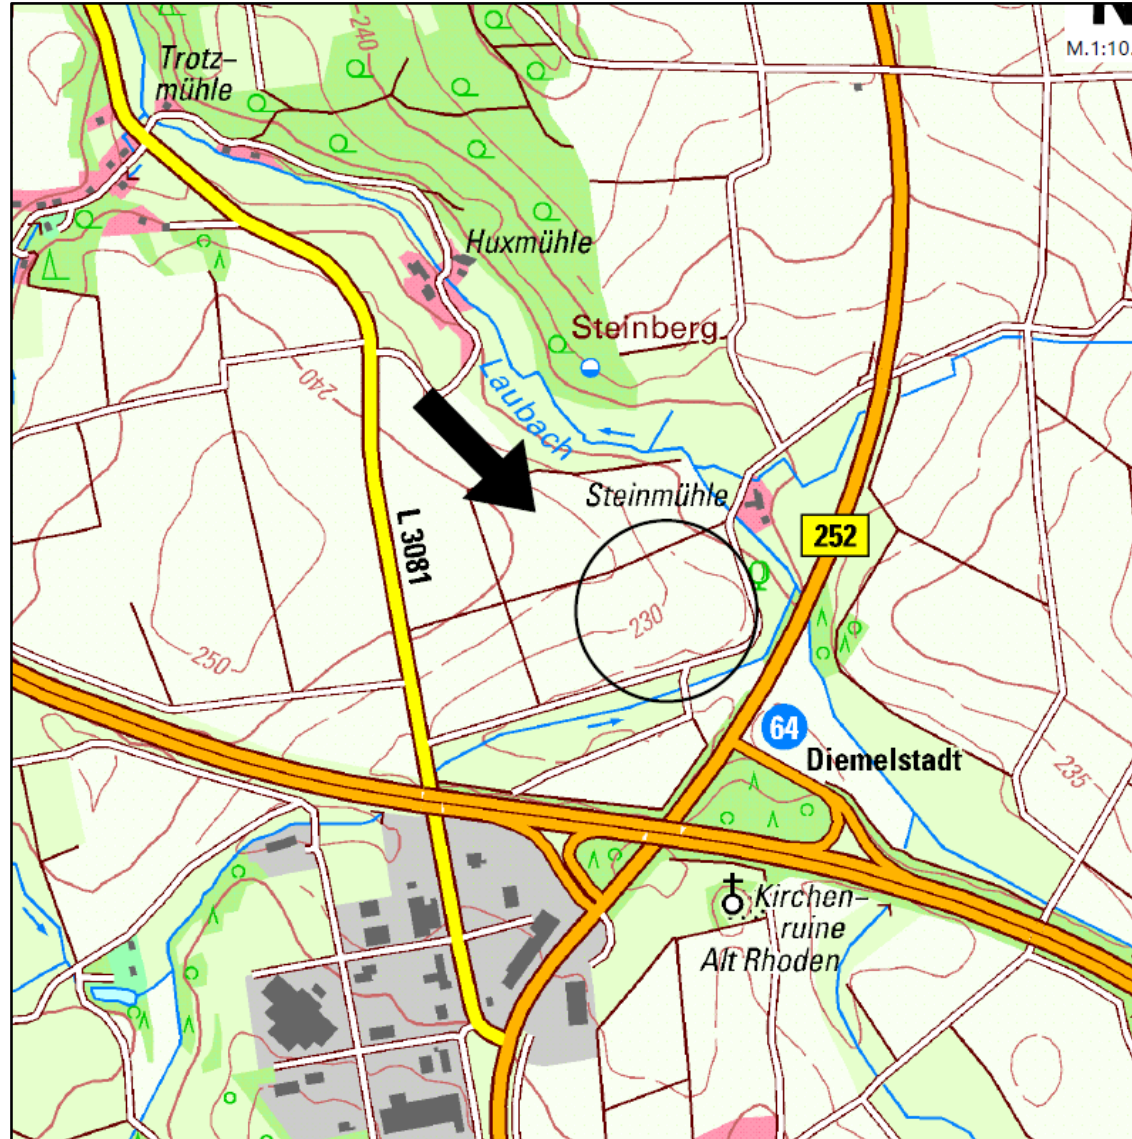 M.1:10.
240
Trotz-
mühle
Huxmühle
Steinberg
240
Laubach
Steinmühle
252
L 3081
230
250
64
Diemelstadt
235
Kirchen-
ruine
Alt Rhoden